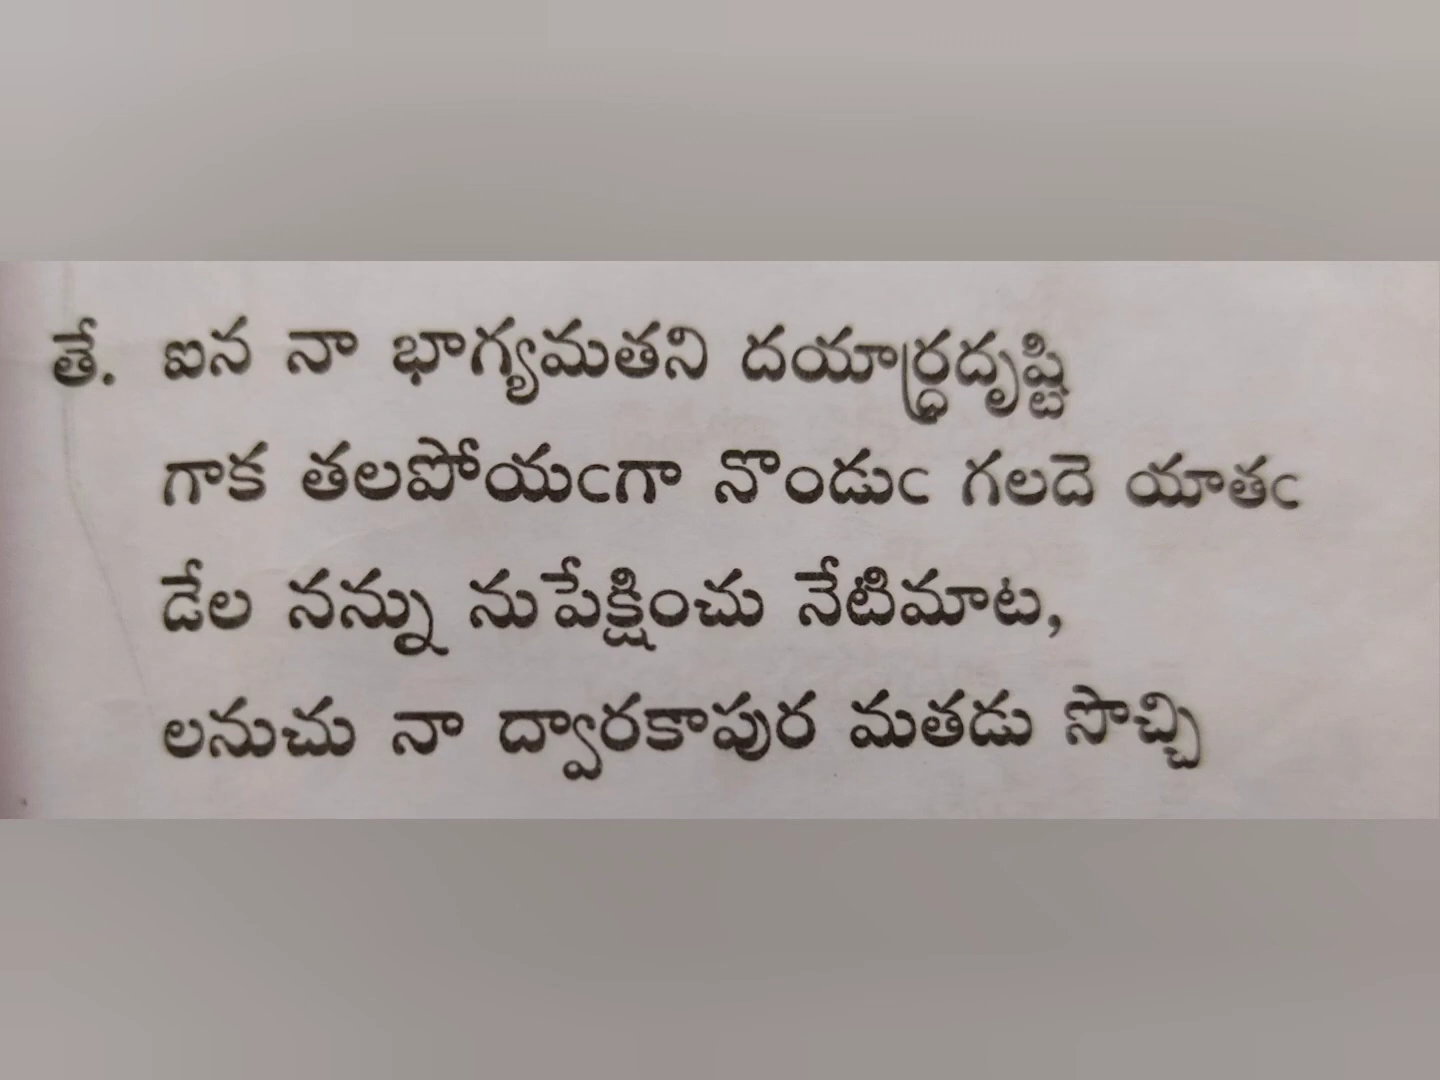 తే. ఐన నా భాగ్యమతని దయార్ద్రదృష్టి
గాక తలపోయఁగా నొండుఁ గలదె యాతఁ
డేల నన్ను నుపేక్షించు నేటిమాట,
లనుచు నా ద్వారకాపుర మతడు సొచ్చి